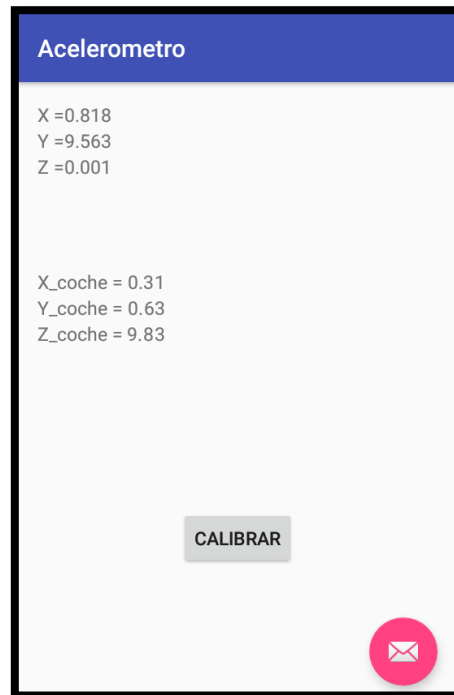 Acelerometro
X =0.818
Y =9.563
Z =0.001
X_coche = 0.31
Y_coche = 0.63
Z_coche = 9.83
CALIBRAR